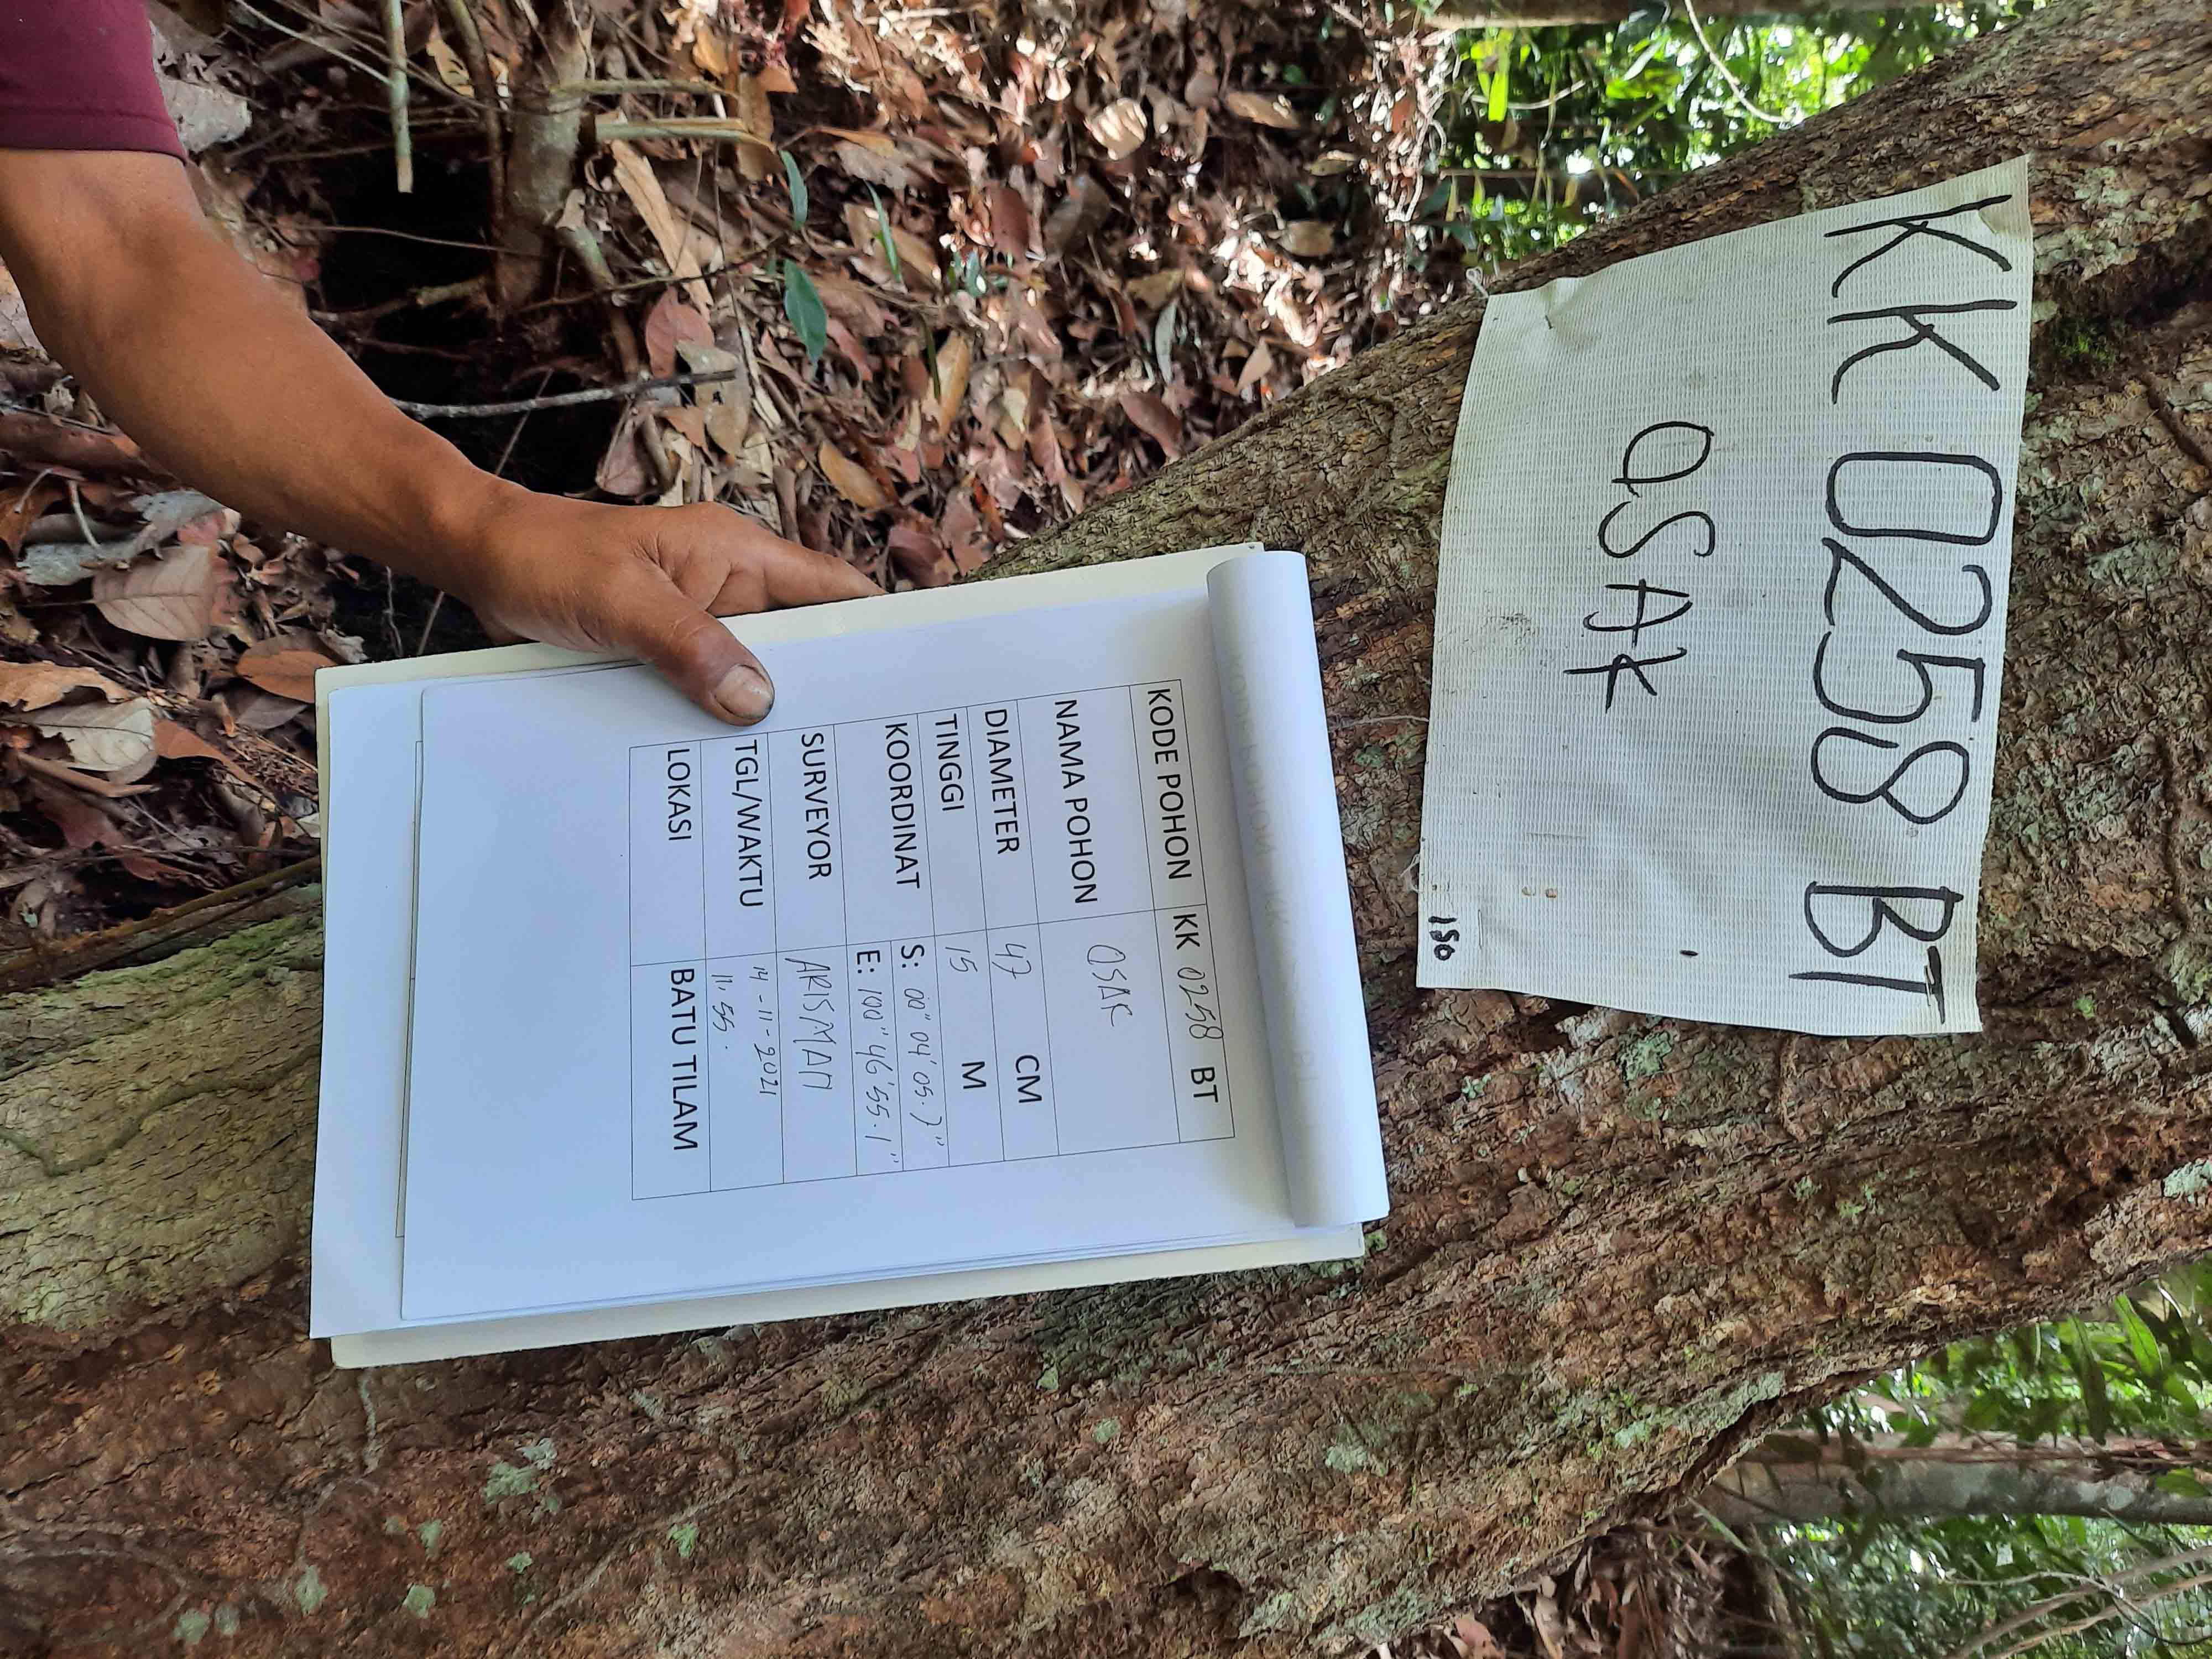 KK 0258 BT
OSAK
150
KODE POHON KK 0258 BT
NAMA POHON OSAK
DIAMETER 47 CM
TINGGI 15 M
KOORDINAT S: 00" 04' 05.7"
E: 100" 46' 55.1"
SURVEYOR ARISMAN
TGL/WAKTU 14-11-2021
11.55.
LOKASI BATU TILAM